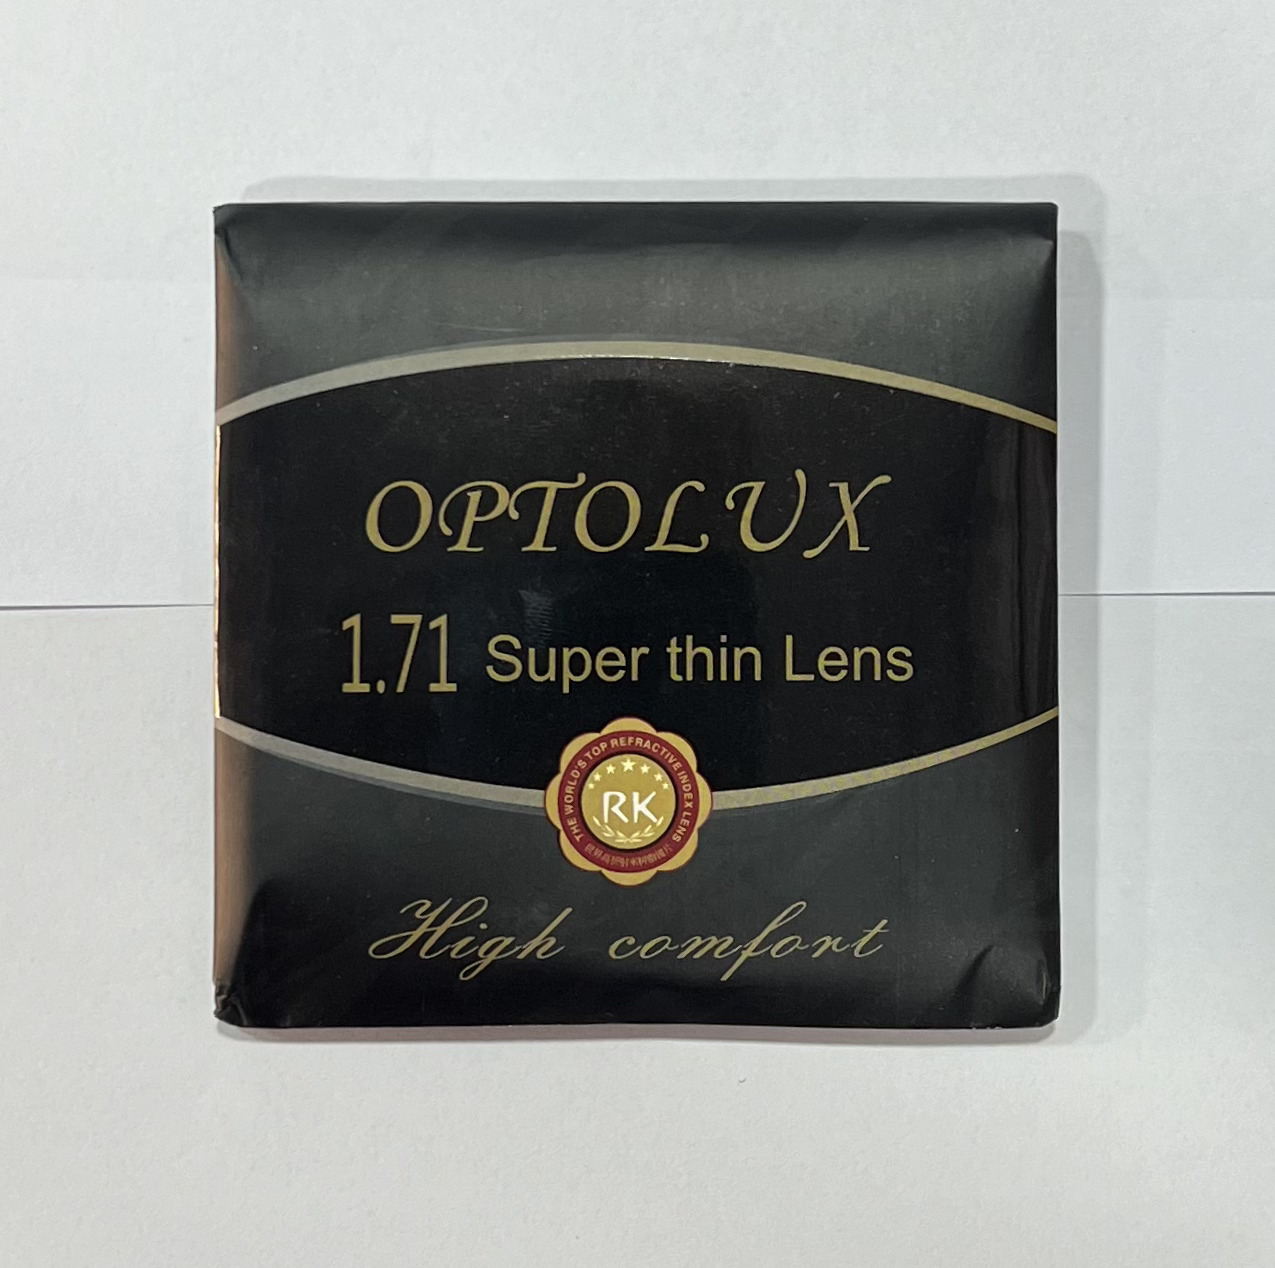 OPTOLUX
1.71 Super thin Lens
THE WORLD'S TOP REFRACTIVE INDEX LENS
RK
High comfort